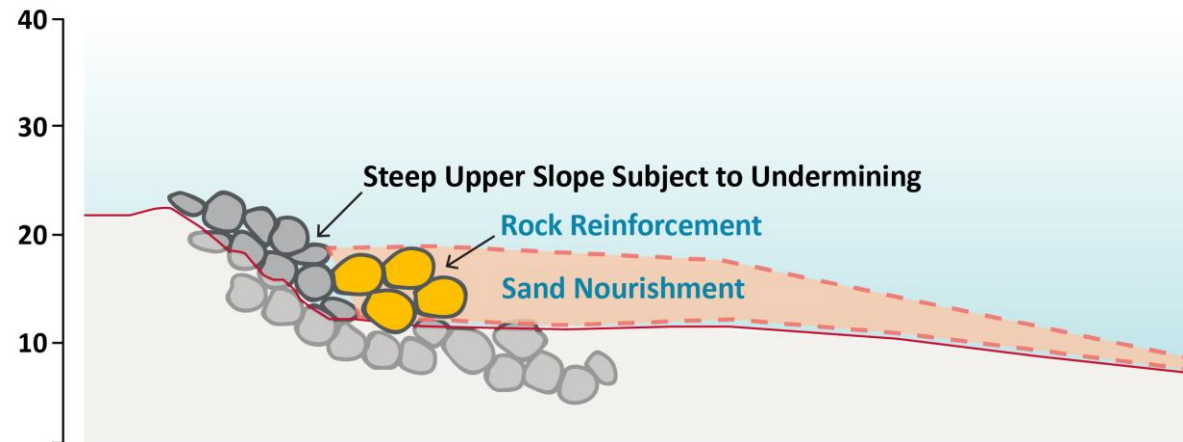 40
30
Steep Upper Slope Subject to Undermining
Rock Reinforcement
20
Sand Nourishment
10